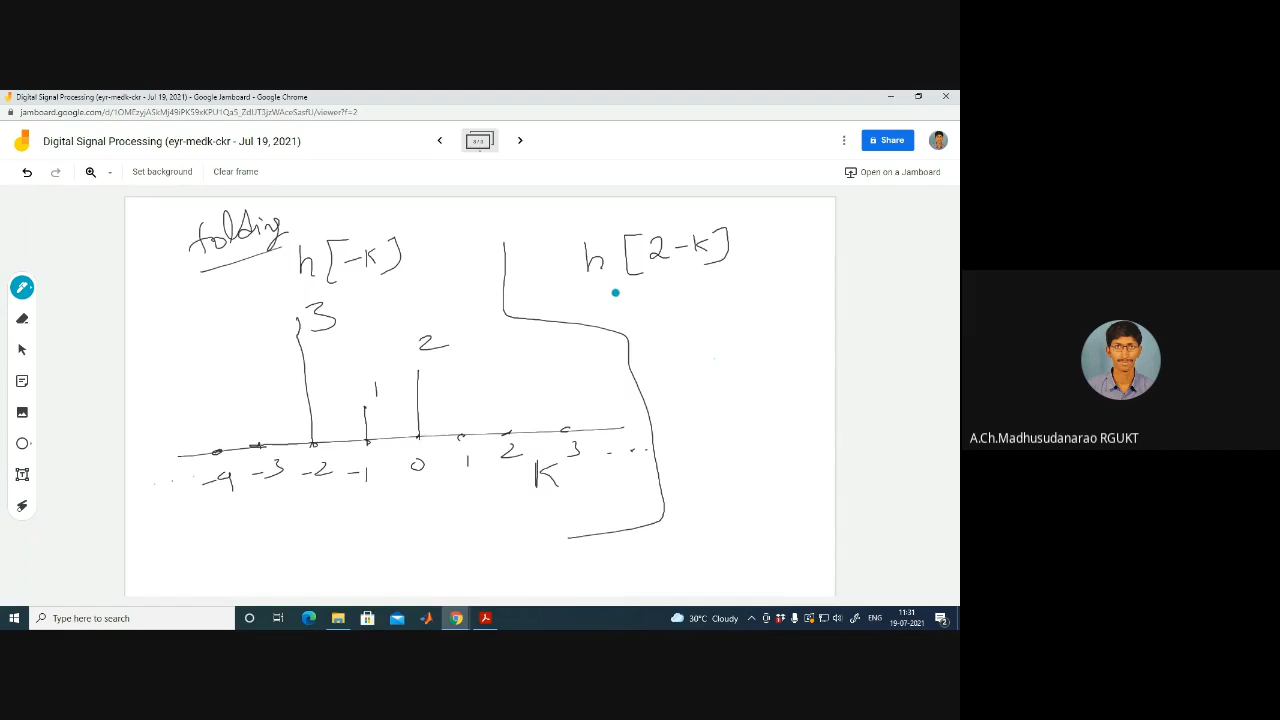 Digital Signal Processing (eyr-medk-ckr - Jul 19, 2021) - Google Jamboard - Google Chrome
Digital Signal Processing (eyr-medk-ckr - Jul 19, 2021)
3 / 3
Share
Set background
Clear frame
Open on a Jamboard
folding
h[-k]
h[2-k]
3
2
1
.... -4 -3 -2 -1 0 1 2 3 ....
K
A.Ch.Madhusudanarao RGUKT
Type here to search
30°C Cloudy
ENG
11:31
19-07-2021
2